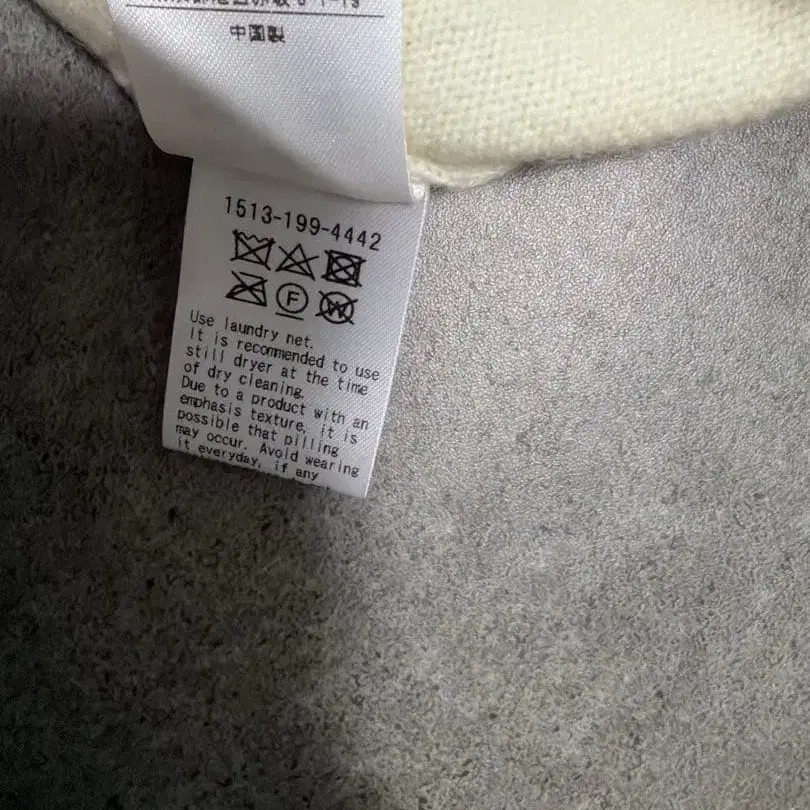 中国製
1513-199-4442
F
W
Use laundry net.
it is recommended to use
still dryer at the time
of dry cleaning.
Due to a product with an
emphasis texture, it is
possible that pilling
may occur. Avoid wearing
it everyday, if any